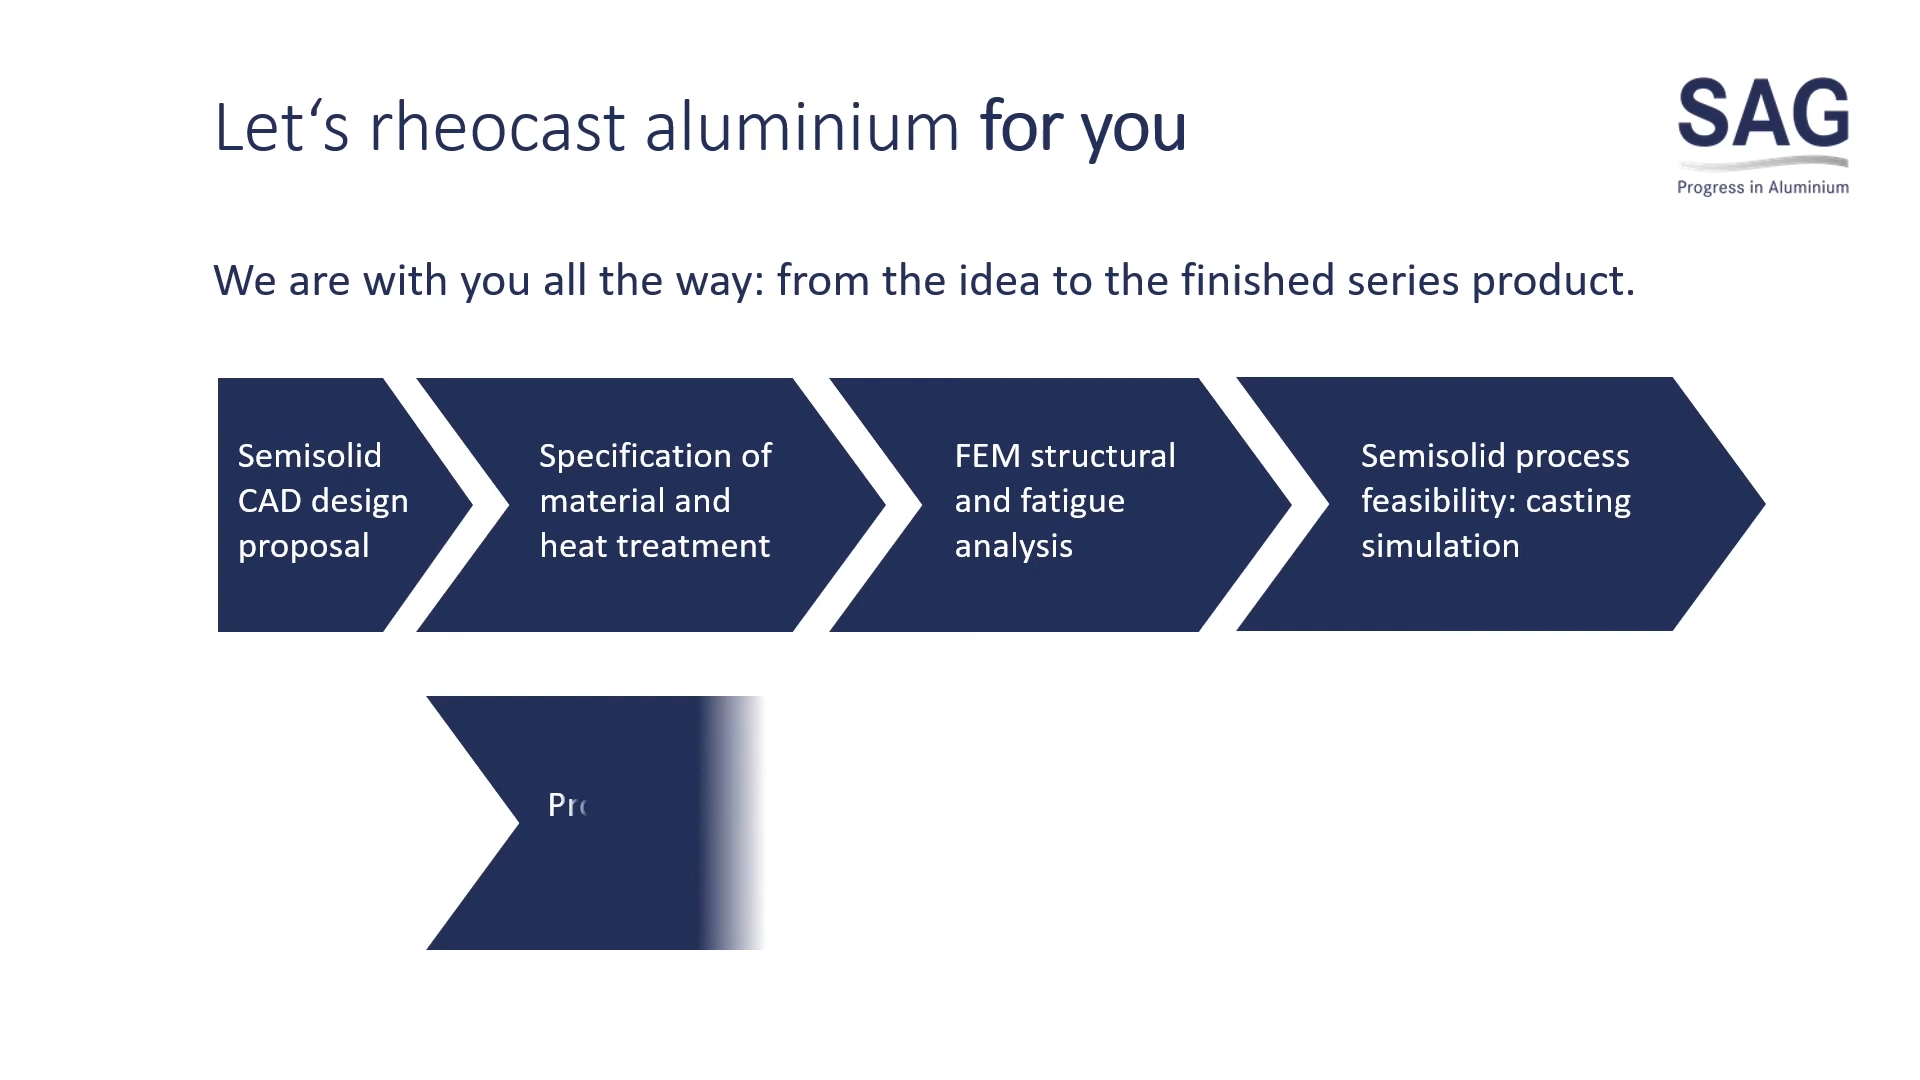 Let‘s rheocast aluminium for you
SAG
Progress in Aluminium
We are with you all the way: from the idea to the finished series product.
Semisolid
CAD design
proposal
Specification of
material and
heat treatment
FEM structural
and fatigue
analysis
Semisolid process
feasibility: casting
simulation